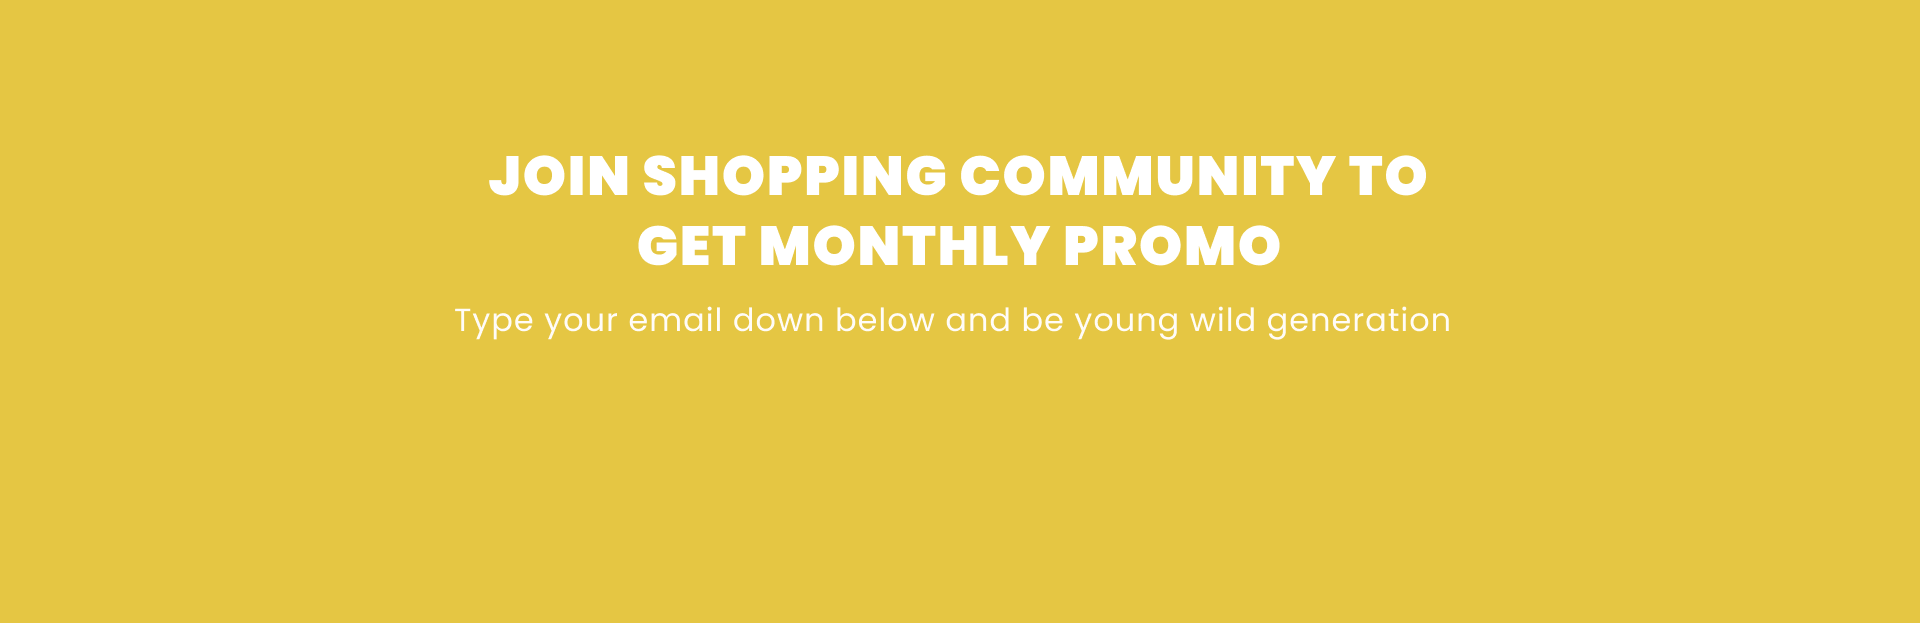 JOIN SHOPPING COMMUNITY TO
GET MONTHLY PROMO
Type your email down below and be young wild generation